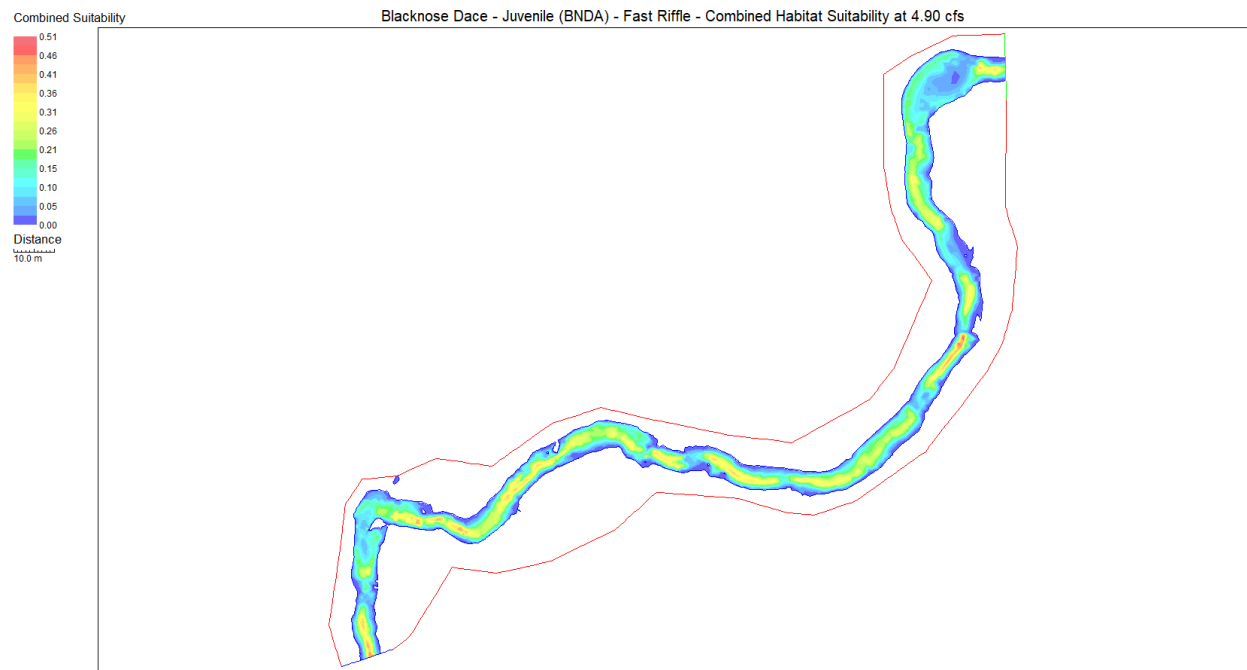 Combined Suitability
Blacknose Dace - Juvenile (BNDA) - Fast Riffle - Combined Habitat Suitability at 4.90 cfs
0.51
0.46
0.41
0.36
0.31
0.26
0.21
0.15
0.10
0.05
0.00
Distance
10.0 m